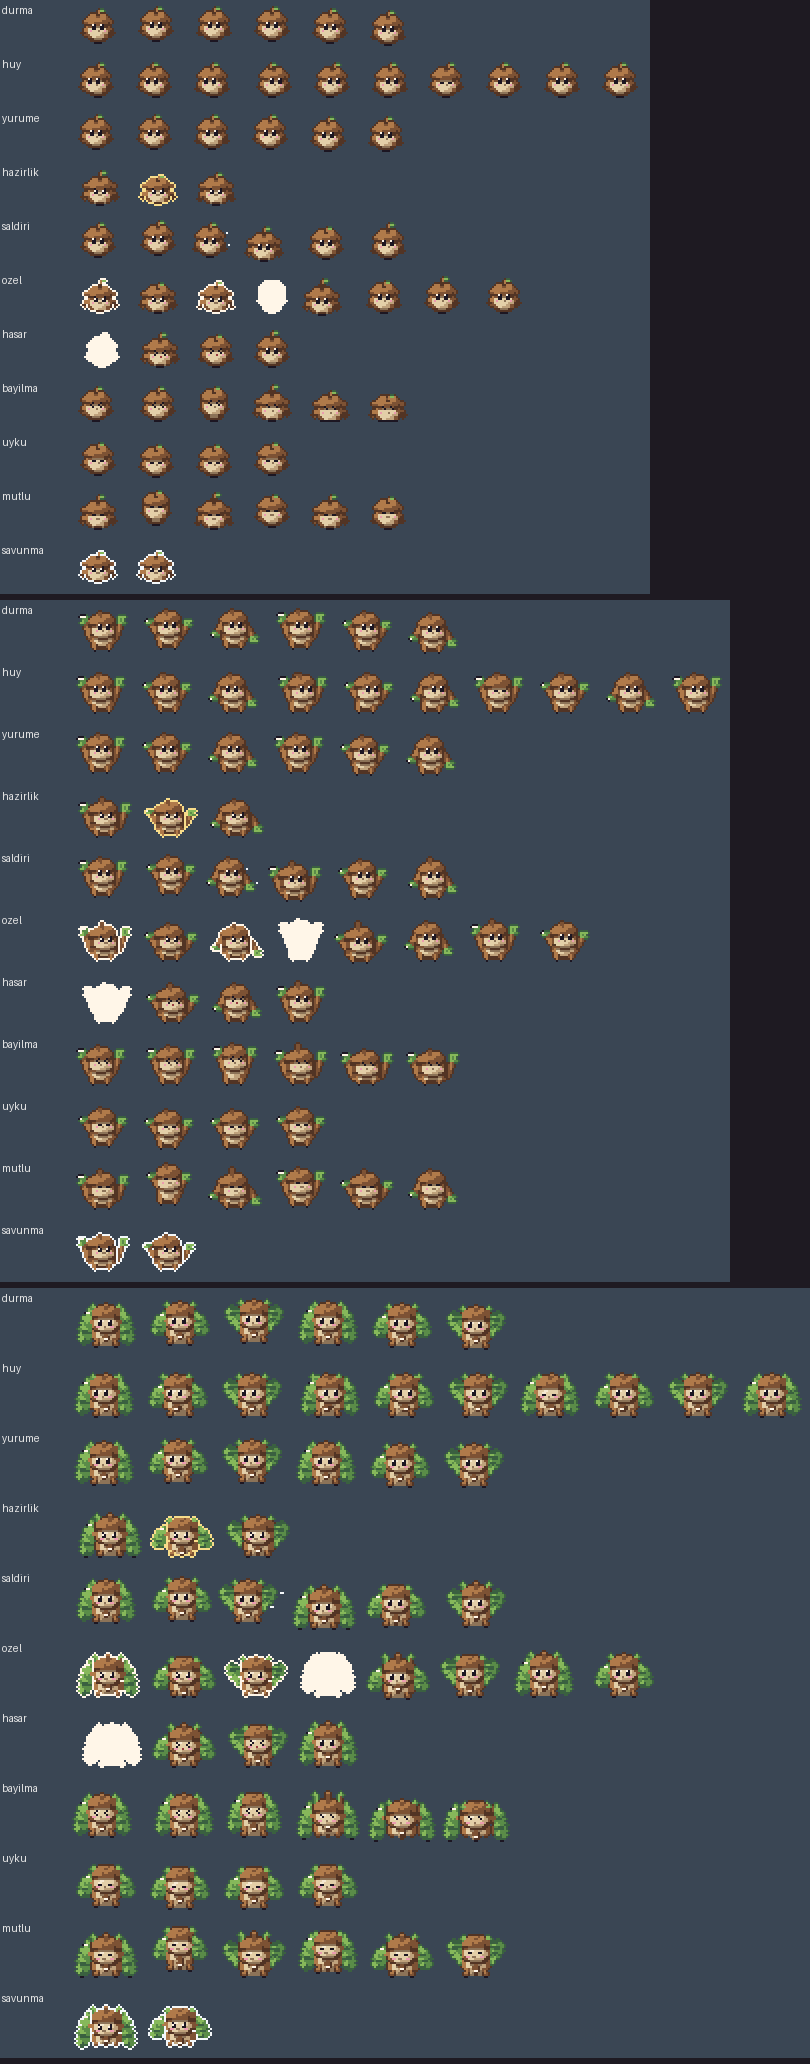 durma
huy
yurume
hazirlik
saldiri
ozel
hasar
bayilma
uyku
mutlu
savunma
durma
huy
yurume
hazirlik
saldiri
ozel
hasar
bayilma
uyku
mutlu
savunma
durma
huy
yurume
hazirlik
saldiri
ozel
hasar
bayilma
uyku
mutlu
savunma